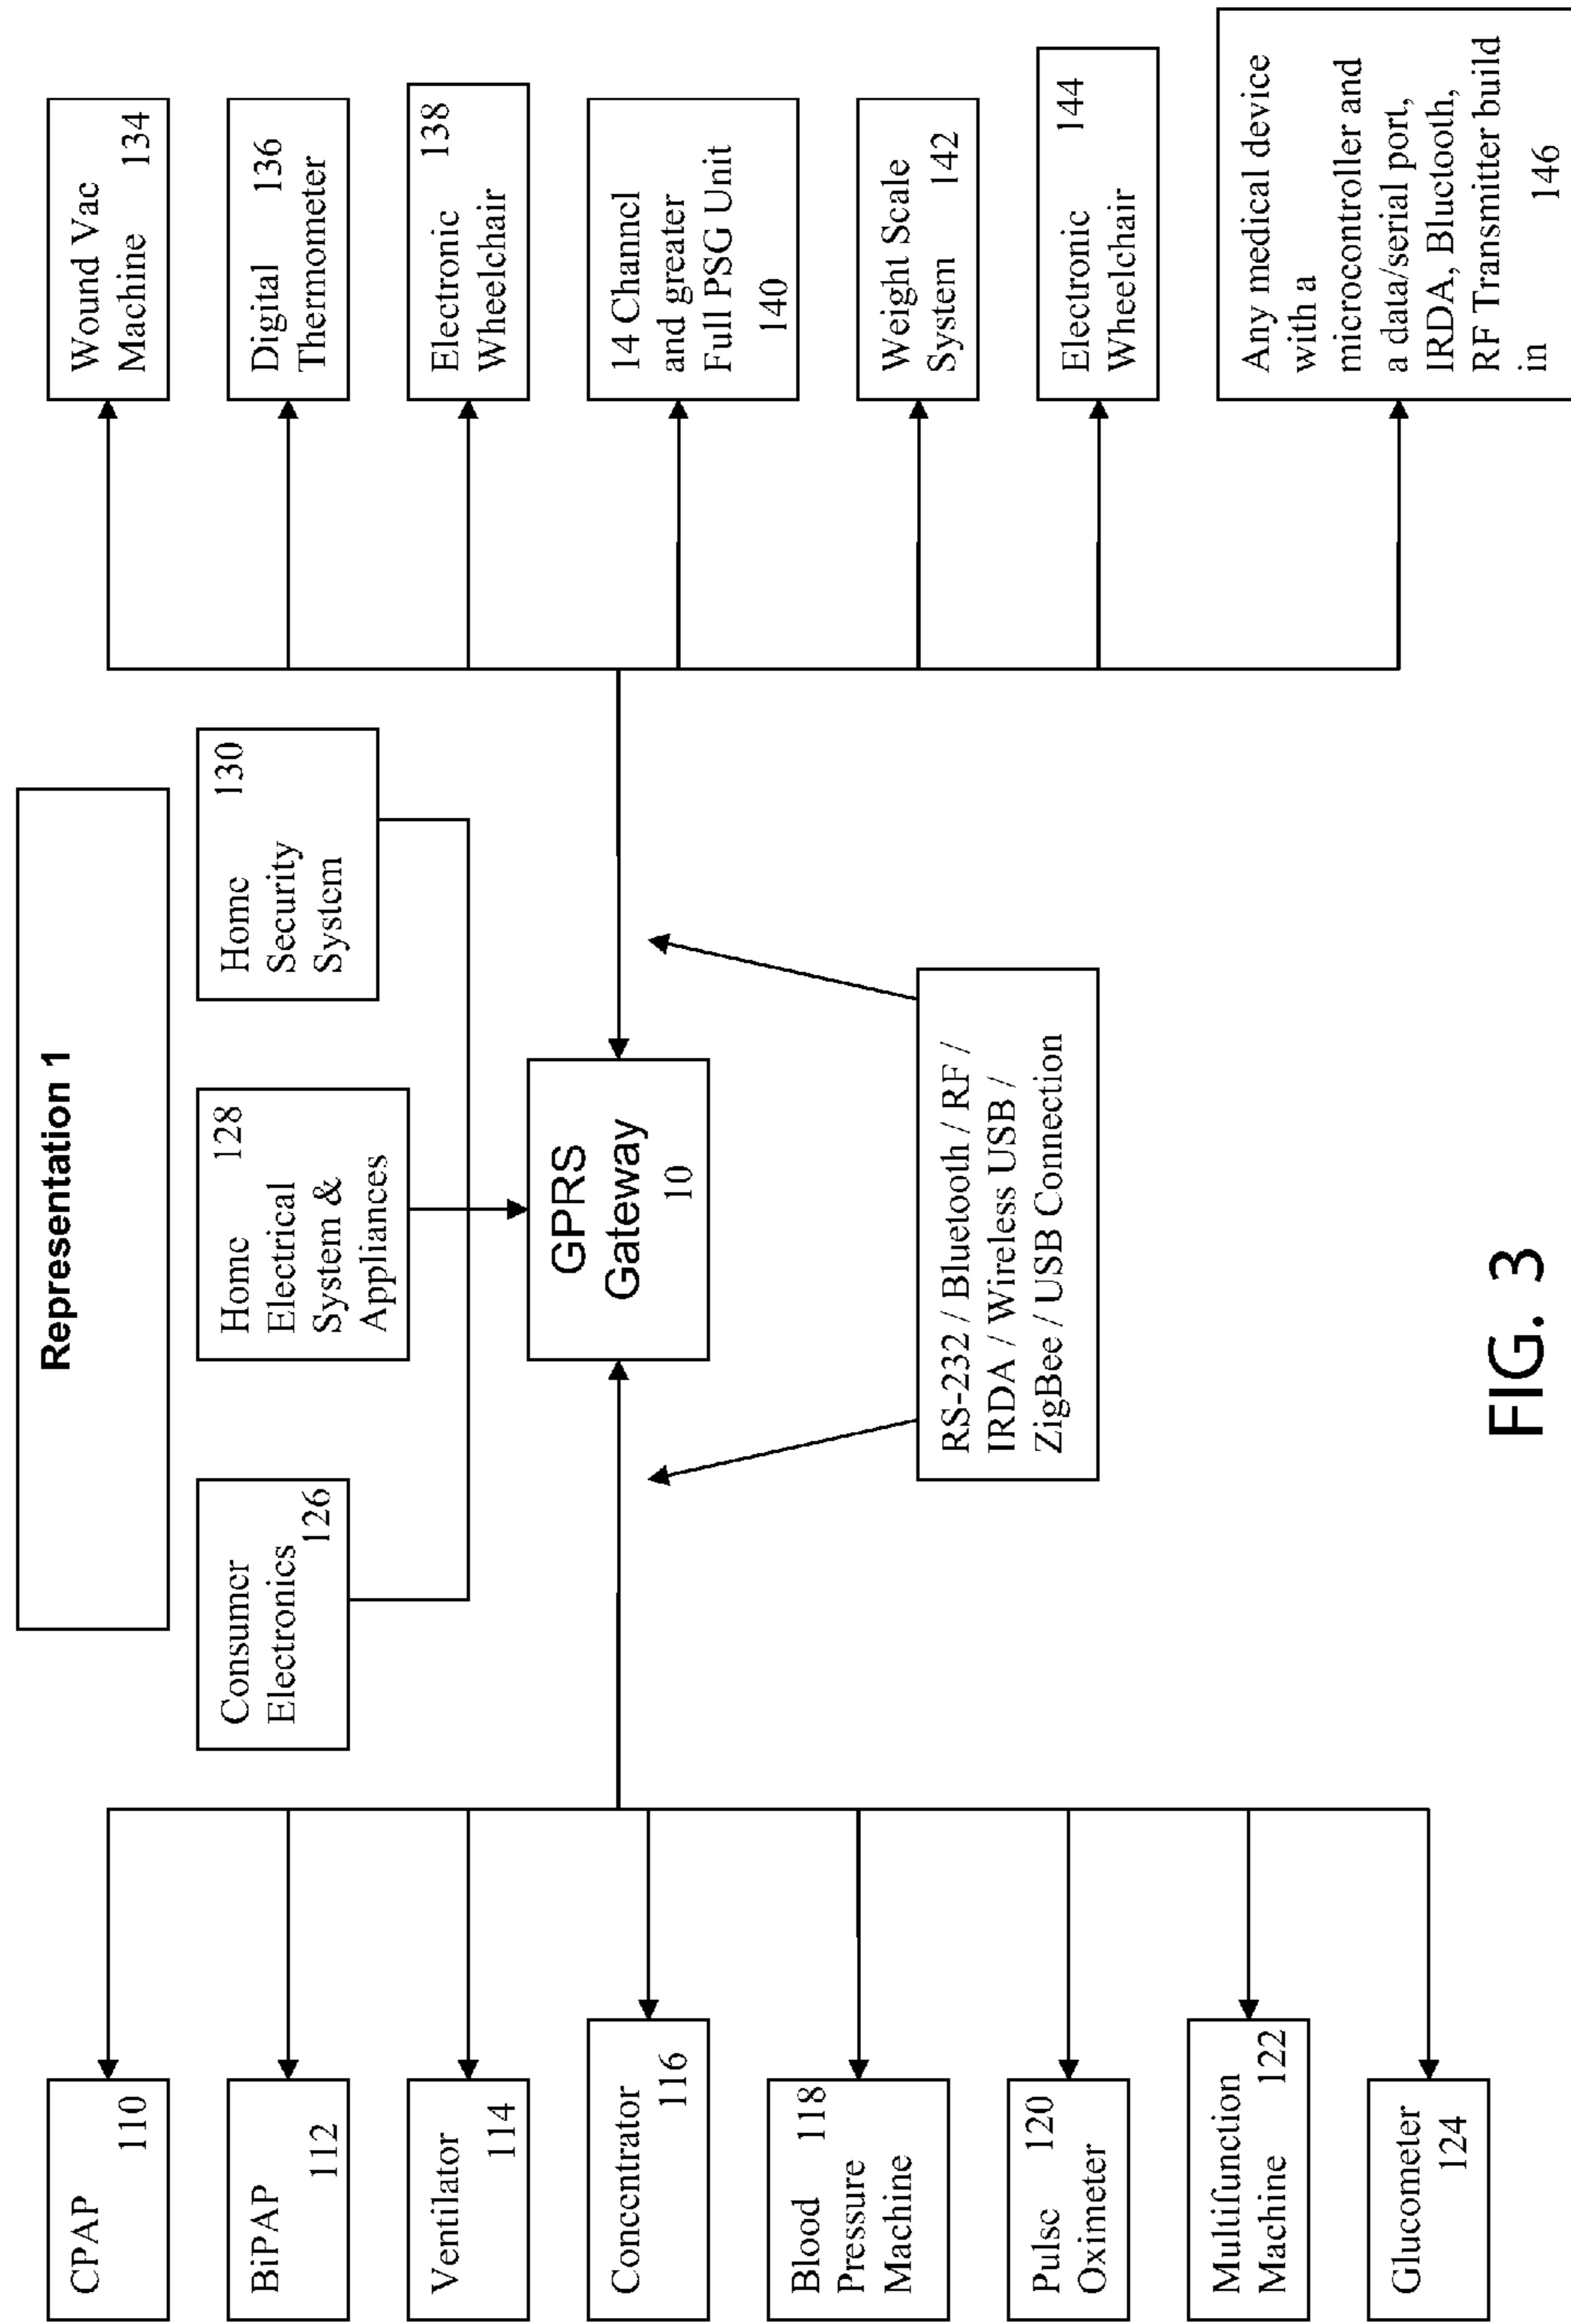 Representation 1
CPAP
110
BiPAP
112
Ventilator
114
Concentrator
116
Blood 118
Pressure
Machine
Pulse 120
Oximeter
Multifunction
Machine 122
Glucometer
124
Consumer
Electronics
126
Home 128
Electrical
System &
Appliances
Home 130
Security
System
GPRS
Gateway
10
RS-232 / Bluetooth / RF /
IRDA / Wireless USB /
ZigBee / USB Connection
Wound Vac
Machine 134
Digital 136
Thermometer
Electronic 138
Wheelchair
14 Channel
and greater
Full PSG Unit
140
Weight Scale
System 142
Electronic 144
Wheelchair
Any medical device
with a
microcontroller and
a data/serial port,
IRDA, Bluetooth,
RF Transmitter build
in 146
FIG. 3